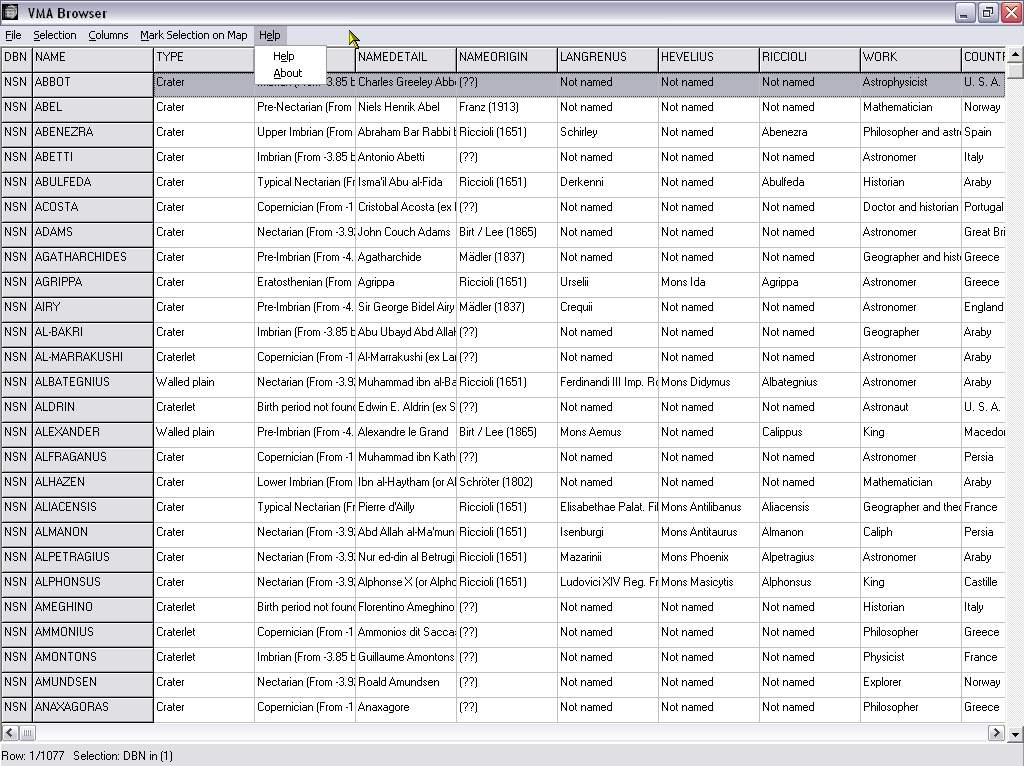 VMA Browser
File Selection Columns Mark Selection on Map Help
Help
About
DBN NAME TYPE NAMEDETAIL NAMEORIGIN LANGRENUS HEVELIUS RICCIOLI WORK COUNTR
NSN ABBOT Crater -3.85 b Charles Greeley Abb (??) Not named Not named Not named Astrophysicist U. S. A.
NSN ABEL Crater Pre-Nectarian (From Niels Henrik Abel Franz (1913) Not named Not named Not named Mathematician Norway
NSN ABENEZRA Crater Upper Imbrian (From Abraham Bar Rabbi Riccioli (1651) Schirley Not named Abenezra Philosopher and astr Spain
NSN ABETTI Crater Imbrian (From -3.85 b Antonio Abetti (??) Not named Not named Not named Astronomer Italy
NSN ABULFEDA Crater Typical Nectarian (Fr Isma'il Abu al-Fida Riccioli (1651) Derkenni Not named Abulfeda Historian Araby
NSN ACOSTA Crater Copernician (From -1 Cristobal Acosta (ex (??) Not named Not named Not named Doctor and historian Portugal
NSN ADAMS Crater Nectarian (From -3.92 John Couch Adams Birt / Lee (1865) Not named Not named Not named Astronomer Great Bri
NSN AGATHARCHIDES Crater Pre-Imbrian (From -4. Agatharchide Mädler (1837) Not named Not named Not named Geographer and histo Greece
NSN AGRIPPA Crater Eratosthenian (From Agrippa Riccioli (1651) Urselii Mons Ida Agrippa Astronomer Greece
NSN AIRY Crater Pre-Imbrian (From -4. Sir George Bidel Airy Mädler (1837) Crequii Not named Not named Astronomer England
NSN AL-BAKRI Crater Imbrian (From -3.85 b Abu Ubayd Abd Allah (??) Not named Not named Not named Geographer Araby
NSN AL-MARRAKUSHI Craterlet Copernician (From -1 Al-Marrakushi (ex Lan (??) Not named Not named Not named Astronomer Araby
NSN ALBATEGNIUS Walled plain Nectarian (From -3.92 Muhammad ibn al-Ba Riccioli (1651) Ferdinandi III Imp. Ro Mons Didymus Albategnius Astronomer Araby
NSN ALDRIN Craterlet Birth period not found Edwin E. Aldrin (ex S (??) Not named Not named Not named Astronaut U. S. A.
NSN ALEXANDER Walled plain Pre-Imbrian (From -4. Alexandre le Grand Birt / Lee (1865) Mons Aemus Not named Calippus King Macedo
NSN ALFRAGANUS Crater Copernician (From -1 Muhammad ibn Kath (??) Not named Not named Not named Astronomer Persia
NSN ALHAZEN Crater Lower Imbrian (From Ibn al-Haytham (or Al Schröter (1802) Not named Not named Not named Mathematician Araby
NSN ALIACENSIS Crater Typical Nectarian (Fr Pierre d'Ailly Riccioli (1651) Elisabethae Palat. Fil Mons Antilibanus Aliacensis Geographer and theo France
NSN ALMANON Crater Nectarian (From -3.92 Abd Allah al-Ma'mun Riccioli (1651) Isenburgi Mons Antitaurus Almanon Caliph Persia
NSN ALPETRAGIUS Crater Nectarian (From -3.92 Nur ed-din al Betrugi Riccioli (1651) Mazarinii Mons Phoenix Alpetragius Astronomer Araby
NSN ALPHONSUS Crater Nectarian (From -3.92 Alphonse X (or Alpho Riccioli (1651) Ludovici XIV Reg. Fr Mons Masicytis Alphonsus King Castille
NSN AMEGHINO Craterlet Birth period not found Florentino Ameghino (??) Not named Not named Not named Historian Italy
NSN AMMONIUS Craterlet Copernician (From -1 Ammonios dit Saccas (??) Not named Not named Not named Philosopher Greece
NSN AMONTONS Craterlet Imbrian (From -3.85 b Guillaume Amontons (??) Not named Not named Not named Physicist France
NSN AMUNDSEN Crater Nectarian (From -3.92 Roald Amundsen (??) Not named Not named Not named Explorer Norway
NSN ANAXAGORAS Crater Copernician (From -1 Anaxagore (??) Not named Not named Not named Philosopher Greece
Row: 1/1077 Selection: DBN in (1)